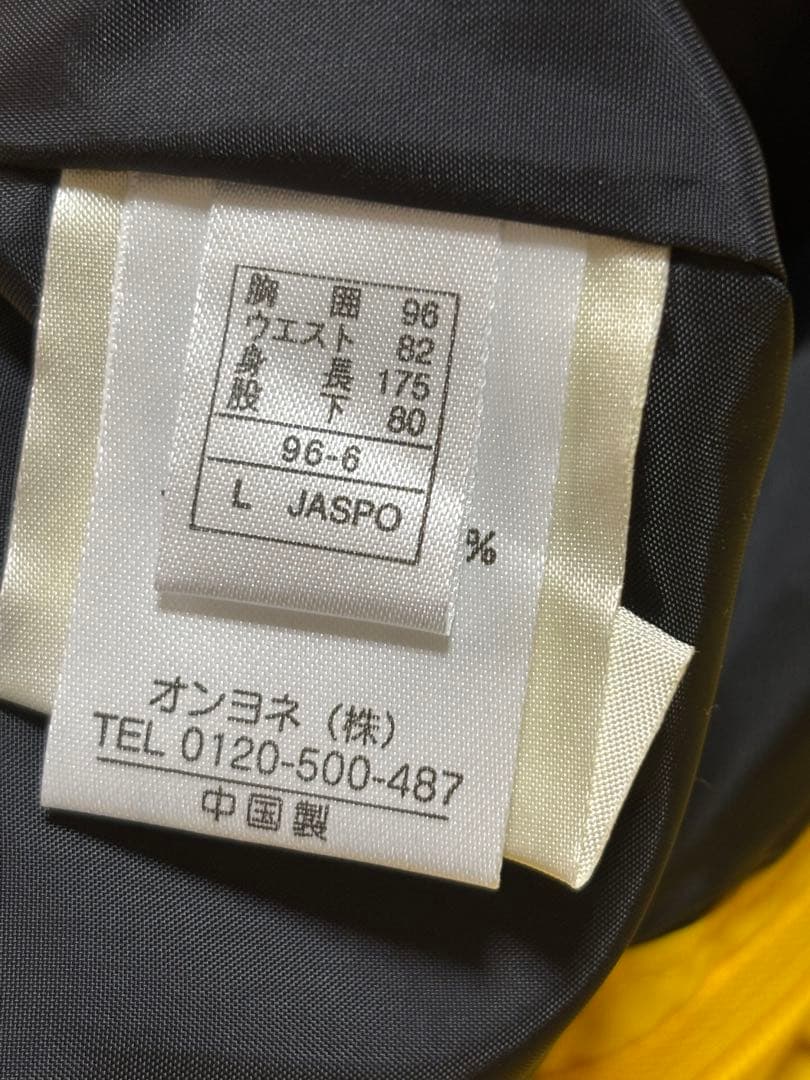 胸囲 96
ウエスト 82
身長 175
股下 80
96-6
L JASPO
%
オンヨネ（株）
TEL 0120-500-487
中国製